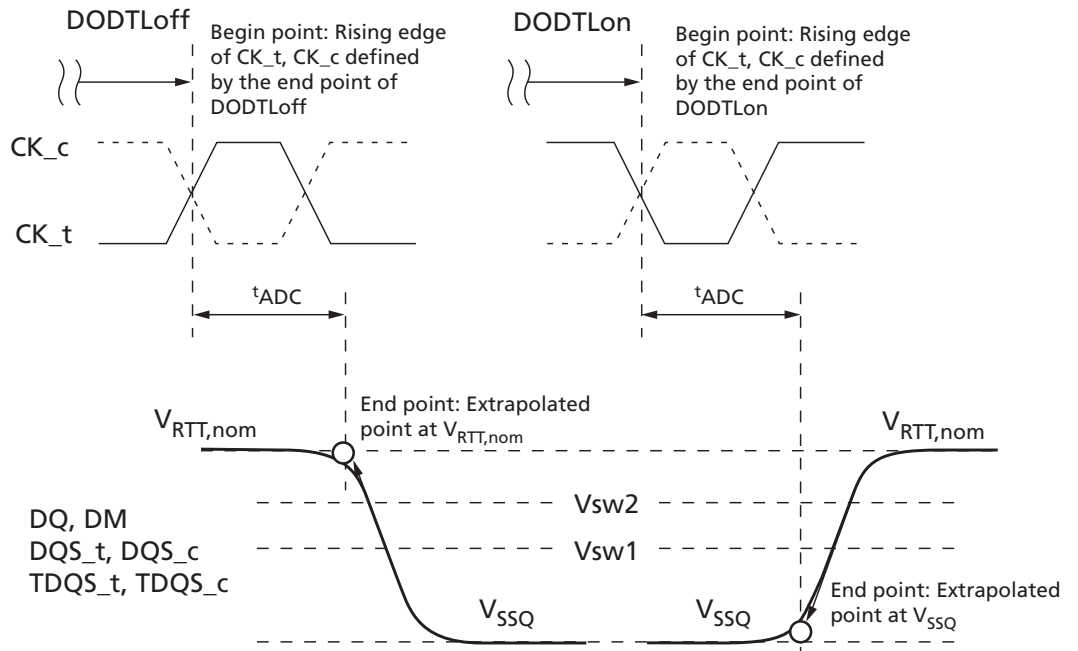 DODTLoff
Begin point: Rising edge
of CK_t, CK_c defined
by the end point of
DODTLoff
DODTLon
Begin point: Rising edge
of CK_t, CK_c defined
by the end point of
DODTLon
CK_c
CK_t
tADC
tADC
VRTT,nom
End point: Extrapolated
point at VRTT,nom
VRTT,nom
Vsw2
Vsw1
DQ, DM
DQS_t, DQS_c
TDQS_t, TDQS_c
VSSQ
VSSQ
End point: Extrapolated
point at VSSQ